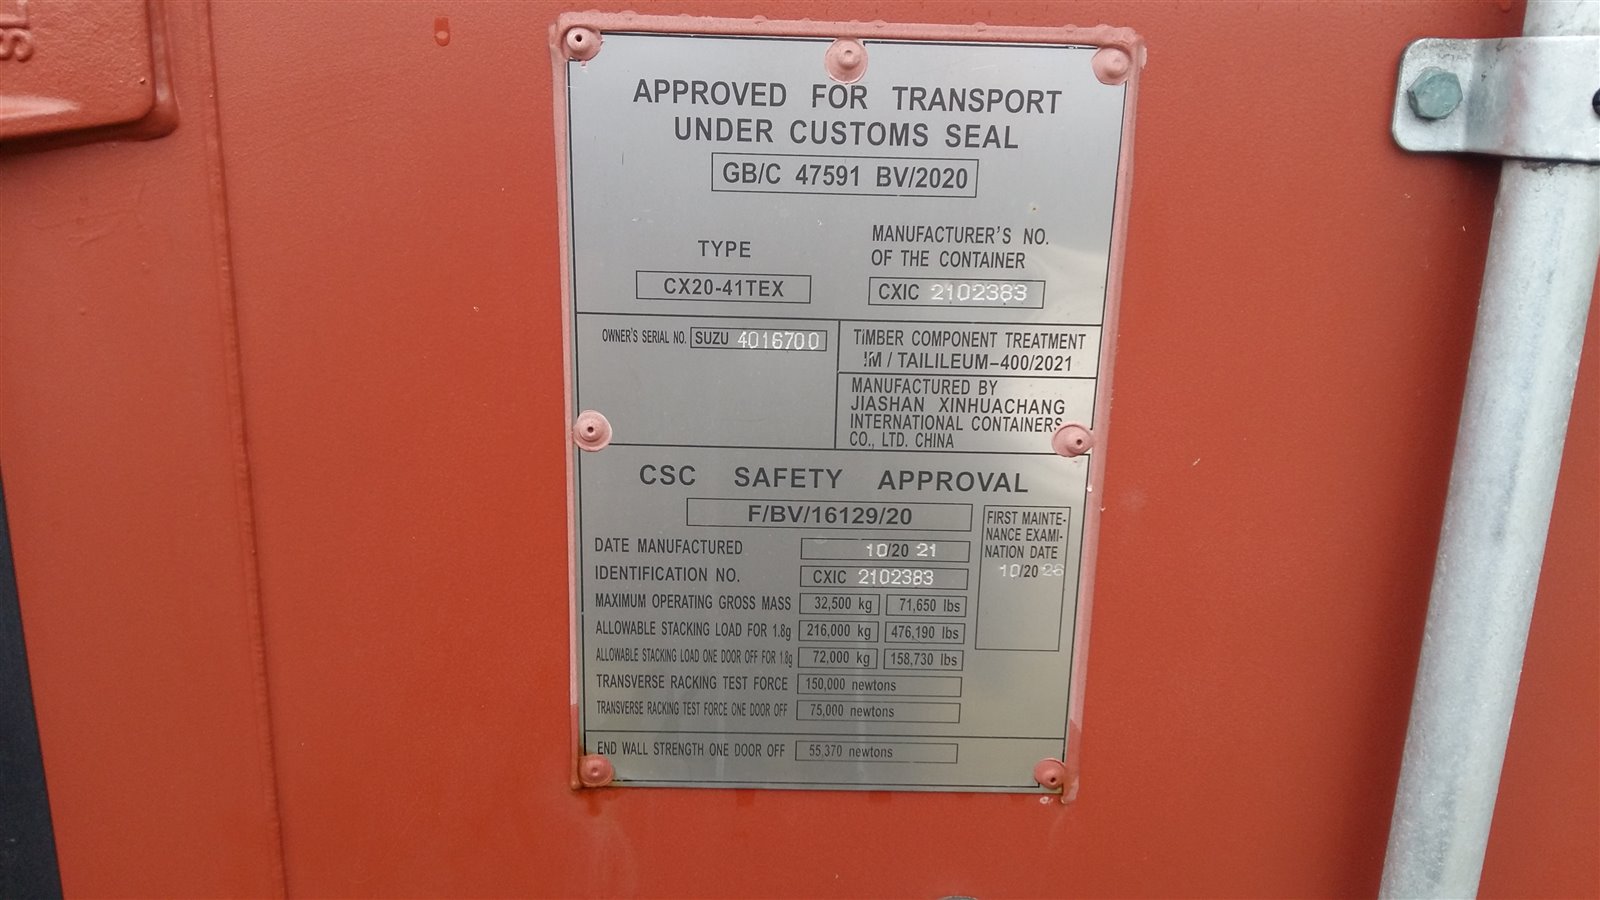 APPROVED FOR TRANSPORT
UNDER CUSTOMS SEAL
GB/C 47591 BV/2020
TYPE
CX20-41TEX
MANUFACTURER'S NO.
OF THE CONTAINER
CXIC 2102383
OWNER'S SERIAL NO. SUZU 4016700
TIMBER COMPONENT TREATMENT
IM / TAILILEUM-400/2021
MANUFACTURED BY
JIASHAN XINHUACHANG
INTERNATIONAL CONTAINERS
CO., LTD. CHINA
CSC SAFETY APPROVAL
F/BV/16129/20
DATE MANUFACTURED 10/20 21
IDENTIFICATION NO. CXIC 2102383
MAXIMUM OPERATING GROSS MASS 32,500 kg 71,650 lbs
ALLOWABLE STACKING LOAD FOR 1.8g 216,000 kg 476,190 lbs
ALLOWABLE STACKING LOAD ONE DOOR OFF FOR 1.8g 72,000 kg 158,730 lbs
TRANSVERSE RACKING TEST FORCE 150,000 newtons
TRANSVERSE RACKING TEST FORCE ONE DOOR OFF 75,000 newtons
END WALL STRENGTH ONE DOOR OFF 55,370 newtons
FIRST MAINTE-
NANCE EXAMI-
NATION DATE
10/20 26